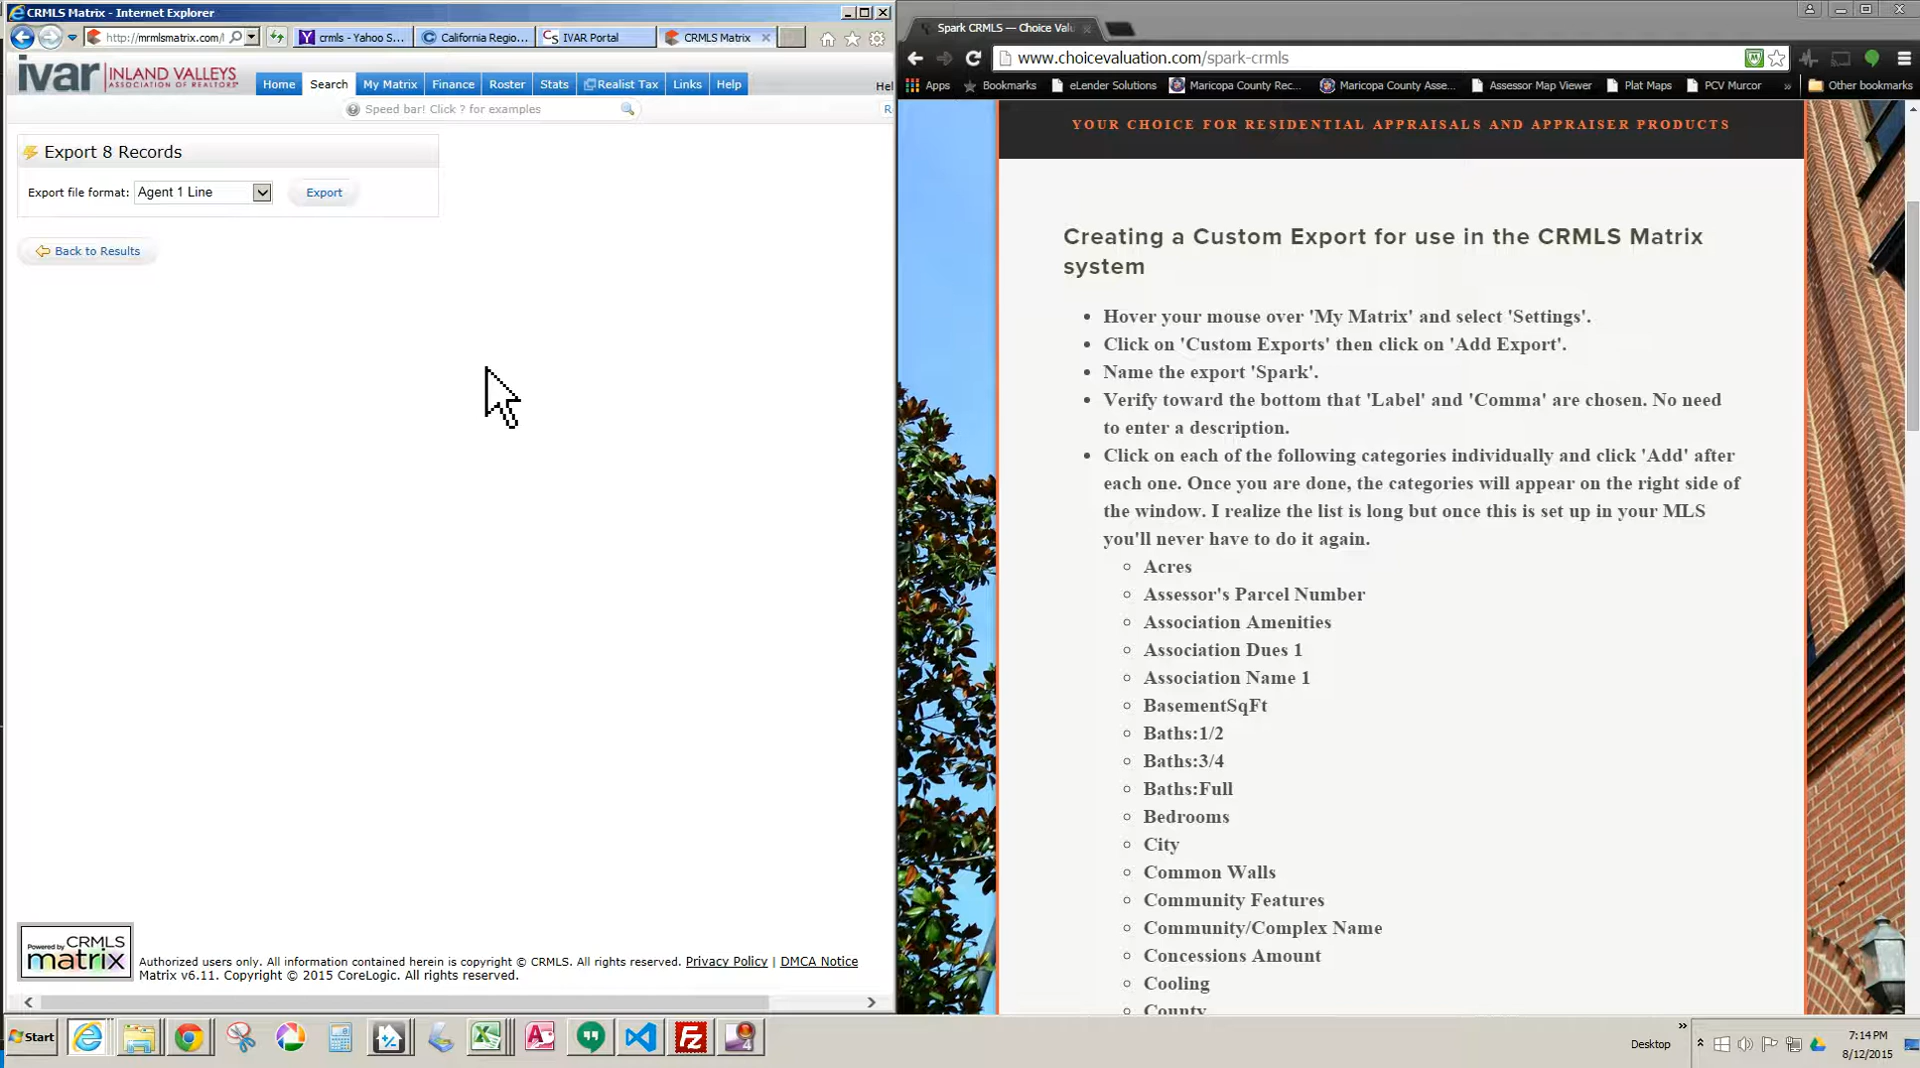 CRMLS Matrix - Internet Explorer
http://mrmlsmatrix.com/
crmls - Yahoo S...
California Regio...
IVAR Portal
CRMLS Matrix
ivar INLAND VALLEYS
ASSOCIATION OF REALTORS®
Home
Search
My Matrix
Finance
Roster
Stats
Realist Tax
Links
Help
Hel
Speed bar! Click ? for examples
Export 8 Records
Export file format: Agent 1 Line
Export
Back to Results
Powered by CRMLS
matrix
Authorized users only. All information contained herein is copyright © CRMLS. All rights reserved. Privacy Policy | DMCA Notice
Matrix v6.11. Copyright © 2015 CoreLogic. All rights reserved.
Spark CRMLS — Choice Valu
www.choicevaluation.com/spark-crmls
Apps
Bookmarks
eLender Solutions
Maricopa County Rec...
Maricopa County Asse...
Assessor Map Viewer
Plat Maps
PCV Murcor
»
Other bookmarks
YOUR CHOICE FOR RESIDENTIAL APPRAISALS AND APPRAISER PRODUCTS
Creating a Custom Export for use in the CRMLS Matrix
system
Hover your mouse over 'My Matrix' and select 'Settings'.
Click on 'Custom Exports' then click on 'Add Export'.
Name the export 'Spark'.
Verify toward the bottom that 'Label' and 'Comma' are chosen. No need
to enter a description.
Click on each of the following categories individually and click 'Add' after
each one. Once you are done, the categories will appear on the right side of
the window. I realize the list is long but once this is set up in your MLS
you'll never have to do it again.
Acres
Assessor's Parcel Number
Association Amenities
Association Dues 1
Association Name 1
BasementSqFt
Baths:1/2
Baths:3/4
Baths:Full
Bedrooms
City
Common Walls
Community Features
Community/Complex Name
Concessions Amount
Cooling
County
Start
Desktop
»
7:14 PM
8/12/2015